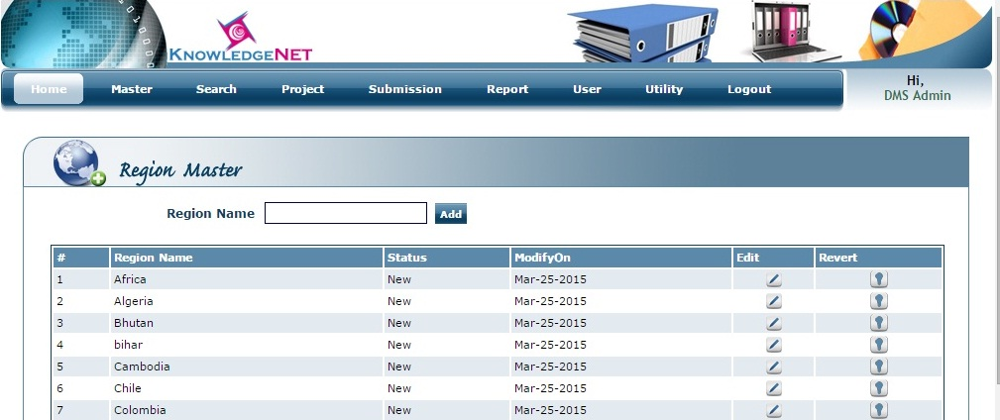 KNOWLEDGENET
Home Master Search Project Submission Report User Utility Logout
Hi,
DMS Admin
Region Master
Region Name Add
# Region Name Status ModifyOn Edit Revert
1 Africa New Mar-25-2015
2 Algeria New Mar-25-2015
3 Bhutan New Mar-25-2015
4 bihar New Mar-25-2015
5 Cambodia New Mar-25-2015
6 Chile New Mar-25-2015
7 Colombia New Mar-25-2015